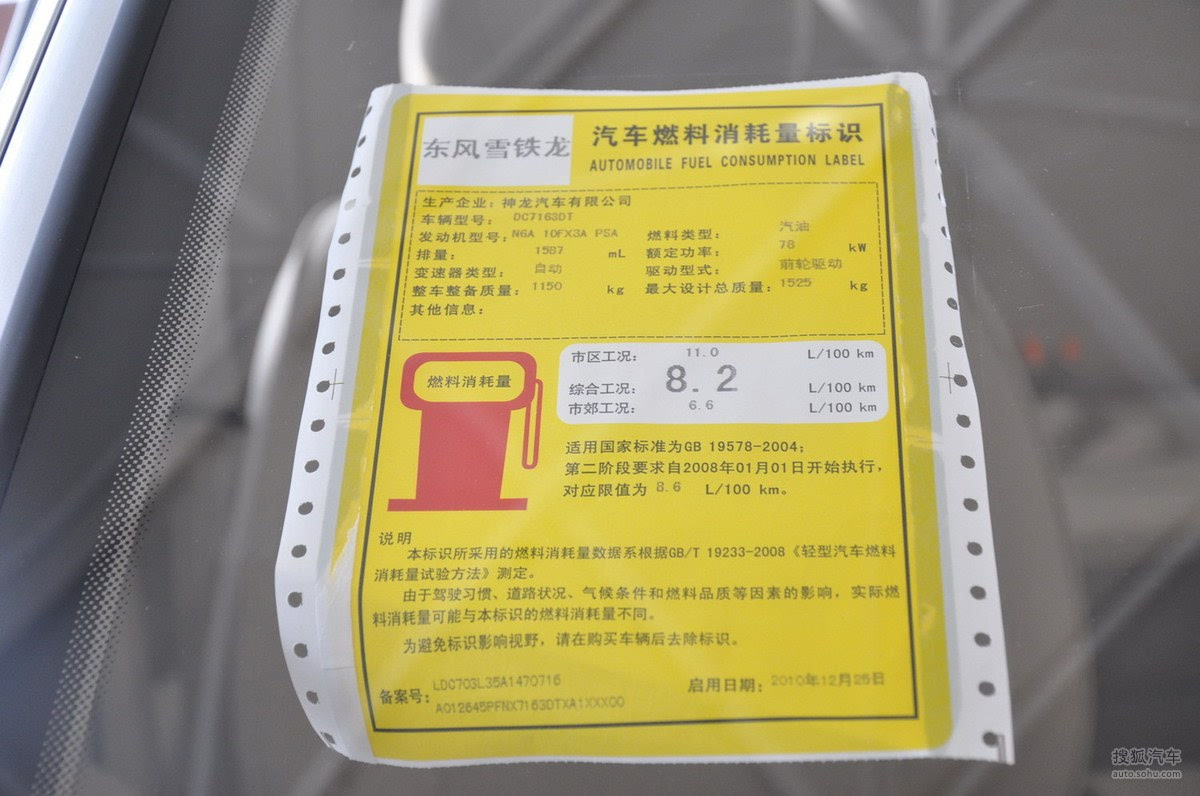 东风雪铁龙
汽车燃料消耗量标识
AUTOMOBILE FUEL CONSUMPTION LABEL
生产企业：神龙汽车有限公司
车辆型号： DC7163DT
发动机型号：N6A 10FX3A PSA 燃料类型： 汽油
排量： 1587 mL 额定功率： 78 kW
变速器类型： 自动 驱动型式： 前轮驱动
整车整备质量：1150 kg 最大设计总质量：1525 kg
其他信息：
燃料消耗量
市区工况： 11.0 L/100 km
综合工况： 8.2 L/100 km
市郊工况： 6.6 L/100 km
适用国家标准为GB 19578-2004；
第二阶段要求自2008年01月01日开始执行，
对应限值为 8.6 L/100 km。
说明
本标识所采用的燃料消耗量数据系根据GB/T 19233-2008《轻型汽车燃料
消耗量试验方法》测定。
由于驾驶习惯、道路状况、气候条件和燃料品质等因素的影响，实际燃
料消耗量可能与本标识的燃料消耗量不同。
为避免标识影响视野，请在购买车辆后去除标识。
备案号：LDC703L35A1470716
A012645PFNX7163DTXA1XXX00
启用日期：2010年12月25日
搜狐汽车
auto.sohu.com